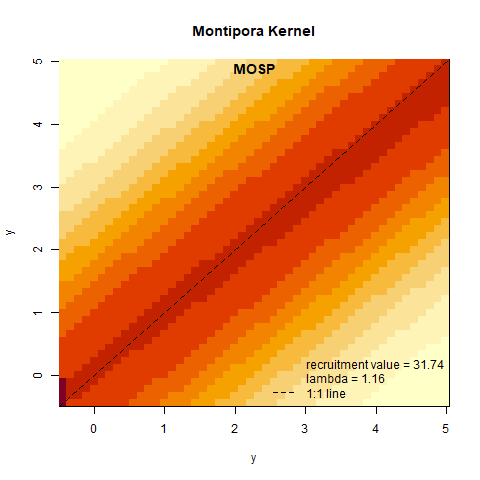 Montipora Kernel
MOSP
5
4
3
2
1
0
y
recruitment value = 31.74
lambda = 1.16
1:1 line
0 1 2 3 4 5
y